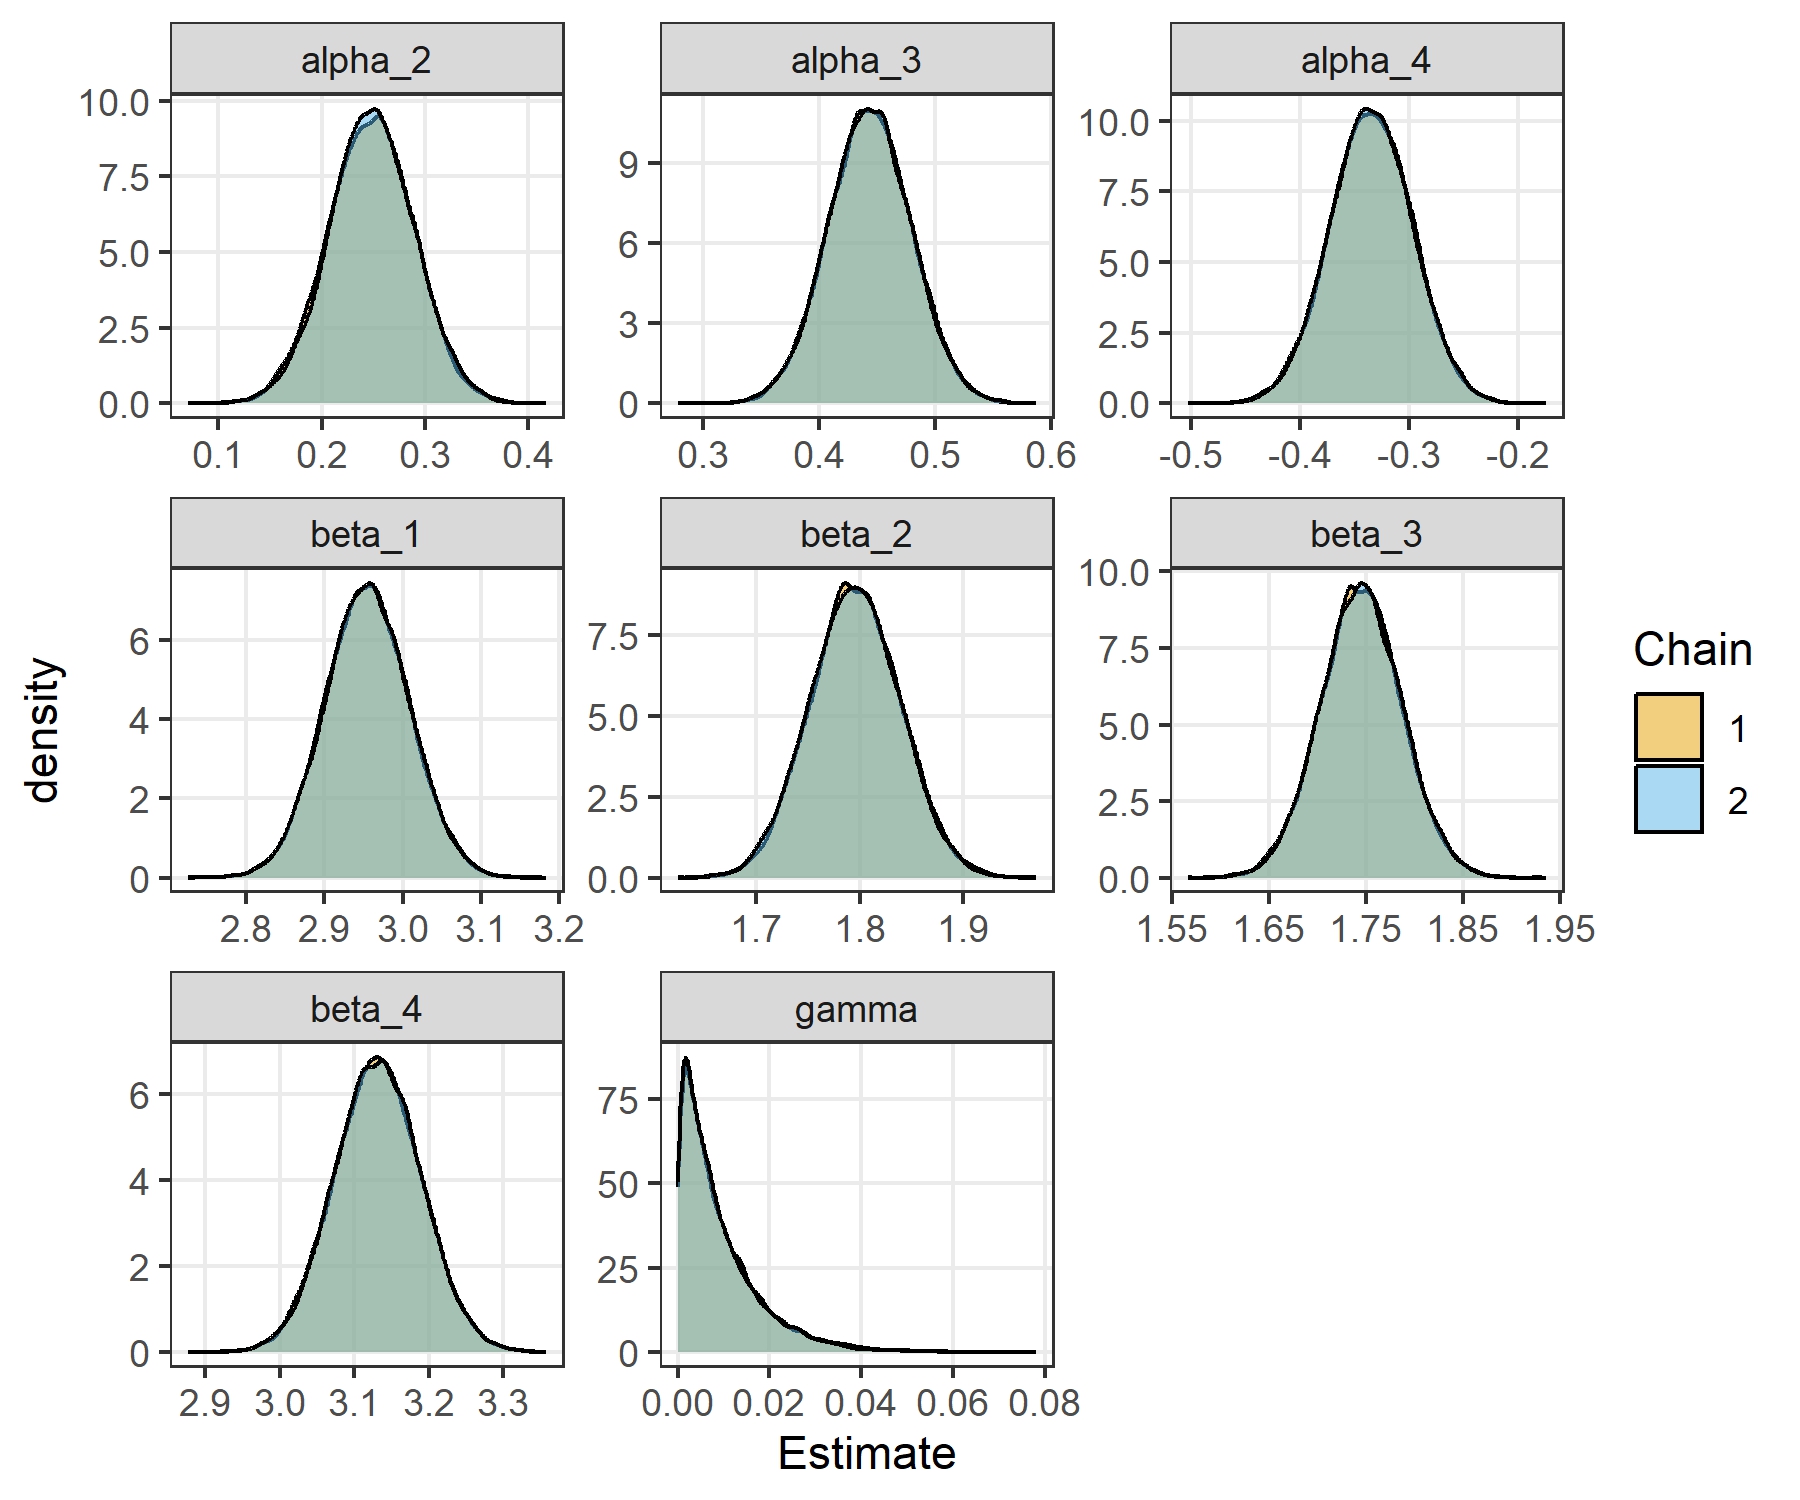 alpha_2 alpha_3 alpha_4
10.0
7.5
5.0
2.5
0.0
9
6
3
0
10.0
7.5
5.0
2.5
0.0
0.1 0.2 0.3 0.4
0.3 0.4 0.5 0.6
-0.5 -0.4 -0.3 -0.2
beta_1 beta_2 beta_3
6
4
2
0
7.5
5.0
2.5
0.0
10.0
7.5
5.0
2.5
0.0
2.8 2.9 3.0 3.1 3.2
1.7 1.8 1.9
1.55 1.65 1.75 1.85 1.95
beta_4 gamma
6
4
2
0
75
50
25
0
2.9 3.0 3.1 3.2 3.3
0.00 0.02 0.04 0.06 0.08
density
Estimate
Chain
1
2